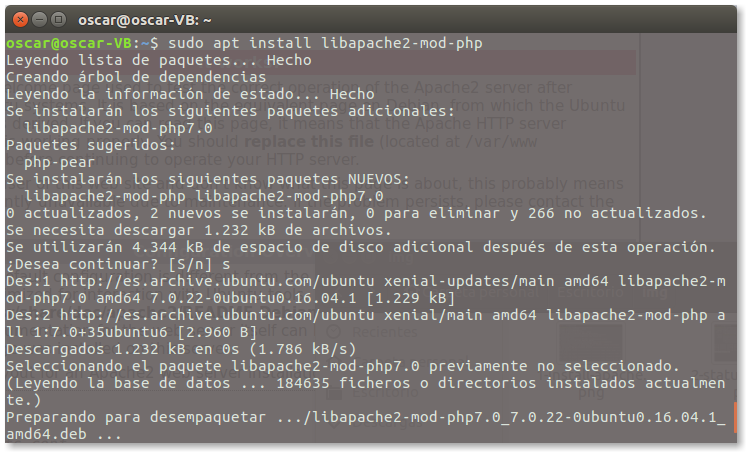 oscar@oscar-VB: ~
oscar@oscar-VB:~$ sudo apt install libapache2-mod-php
Leyendo lista de paquetes... Hecho
Creando árbol de dependencias
Leyendo la información de estado... Hecho
Se instalarán los siguientes paquetes adicionales:
  libapache2-mod-php7.0
Paquetes sugeridos:
  php-pear
Se instalarán los siguientes paquetes NUEVOS:
  libapache2-mod-php libapache2-mod-php7.0
0 actualizados, 2 nuevos se instalarán, 0 para eliminar y 266 no actualizados.
Se necesita descargar 1.232 kB de archivos.
Se utilizarán 4.344 kB de espacio de disco adicional después de esta operación.
¿Desea continuar? [S/n] s
Des:1 http://es.archive.ubuntu.com/ubuntu xenial-updates/main amd64 libapache2-m
od-php7.0 amd64 7.0.22-0ubuntu0.16.04.1 [1.229 kB]
Des:2 http://es.archive.ubuntu.com/ubuntu xenial/main amd64 libapache2-mod-php a
ll 1:7.0+35ubuntu6 [2.960 B]
Descargados 1.232 kB en 0s (1.786 kB/s)
Seleccionando el paquete libapache2-mod-php7.0 previamente no seleccionado.
(Leyendo la base de datos ... 184635 ficheros o directorios instalados actualmen
te.)
Preparando para desempaquetar .../libapache2-mod-php7.0_7.0.22-0ubuntu0.16.04.1_
amd64.deb ...